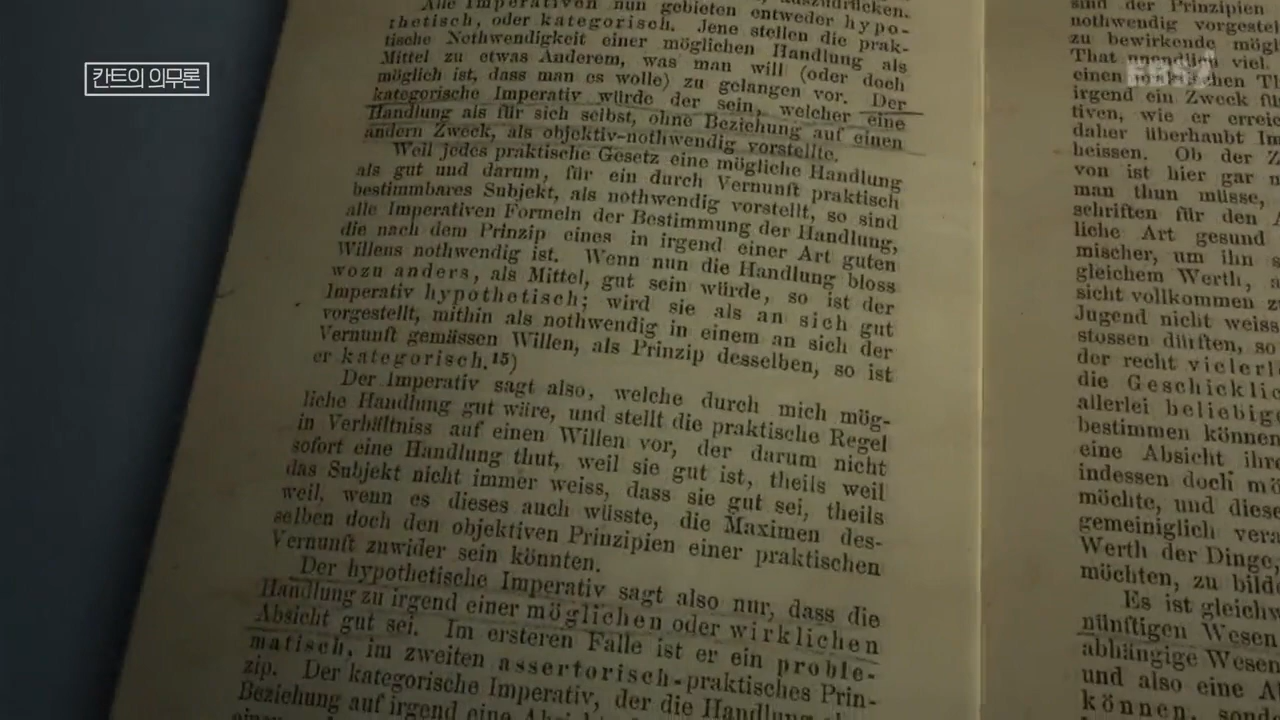 칸트의 의무론
Alle Imperativen nun gebieten entweder hypo-
thetisch, oder kategorisch. Jene stellen die prak-
tische Nothwendigkeit einer möglichen Handlung als
Mittel zu etwas Anderem, was man will (oder doch
möglich ist, dass man es wolle) zu gelangen vor. Der
kategorische Imperativ würde der sein, welcher eine
Handlung als für sich selbst, ohne Beziehung auf einen
andern Zweck, als objektiv-nothwendig vorstellte.
Weil jedes praktische Gesetz eine mögliche Handlung
als gut und darum, für ein durch Vernunft praktisch
bestimmbares Subjekt, als nothwendig vorstellt, so sind
alle Imperativen Formeln der Bestimmung der Handlung,
die nach dem Prinzip eines in irgend einer Art guten
Willens nothwendig ist. Wenn nun die Handlung bloss
wozu anders, als Mittel, gut sein würde, so ist der
Imperativ hypothetisch; wird sie als an sich gut
vorgestellt, mithin als nothwendig in einem an sich der
Vernunft gemässen Willen, als Prinzip desselben, so ist
er kategorisch.15)
Der Imperativ sagt also, welche durch mich mög-
liche Handlung gut wäre, und stellt die praktische Regel
in Verhältniss auf einen Willen vor, der darum nicht
sofort eine Handlung thut, weil sie gut ist, theils weil
das Subjekt nicht immer weiss, dass sie gut sei, theils
weil, wenn es dieses auch wüsste, die Maximen des-
selben doch den objektiven Prinzipien einer praktischen
Vernunft zuwider sein könnten.
Der hypothetische Imperativ sagt also nur, dass die
Handlung zu irgend einer möglichen oder wirklichen
Absicht gut sei. Im ersteren Falle ist er ein proble-
matisch, im zweiten assertorisch-praktisches Prin-
zip. Der kategorische Imperativ, der die Handlung
Beziehung auf irgend eine
sind der Prinzipien
nothwendig
zu bewirkende
That viel.
einen
irgend ein Zweck
tiven, wie er
daher überhaupt
heissen. Ob der
von ist hier gar
man thun müsse,
schriften für den
liche Art gesund
mischer, um ihn
gleichem Werth,
sicht vollkommen
Jugend nicht weiss
stossen dürften, so
der recht
die
allerlei
bestimmen können
eine Absicht
indessen doch
möchte, und
gemeiniglich
Werth der Dinge,
möchten, zu
Es ist
nünftigen Wesen
abhängige Wesen
und also eine
können,